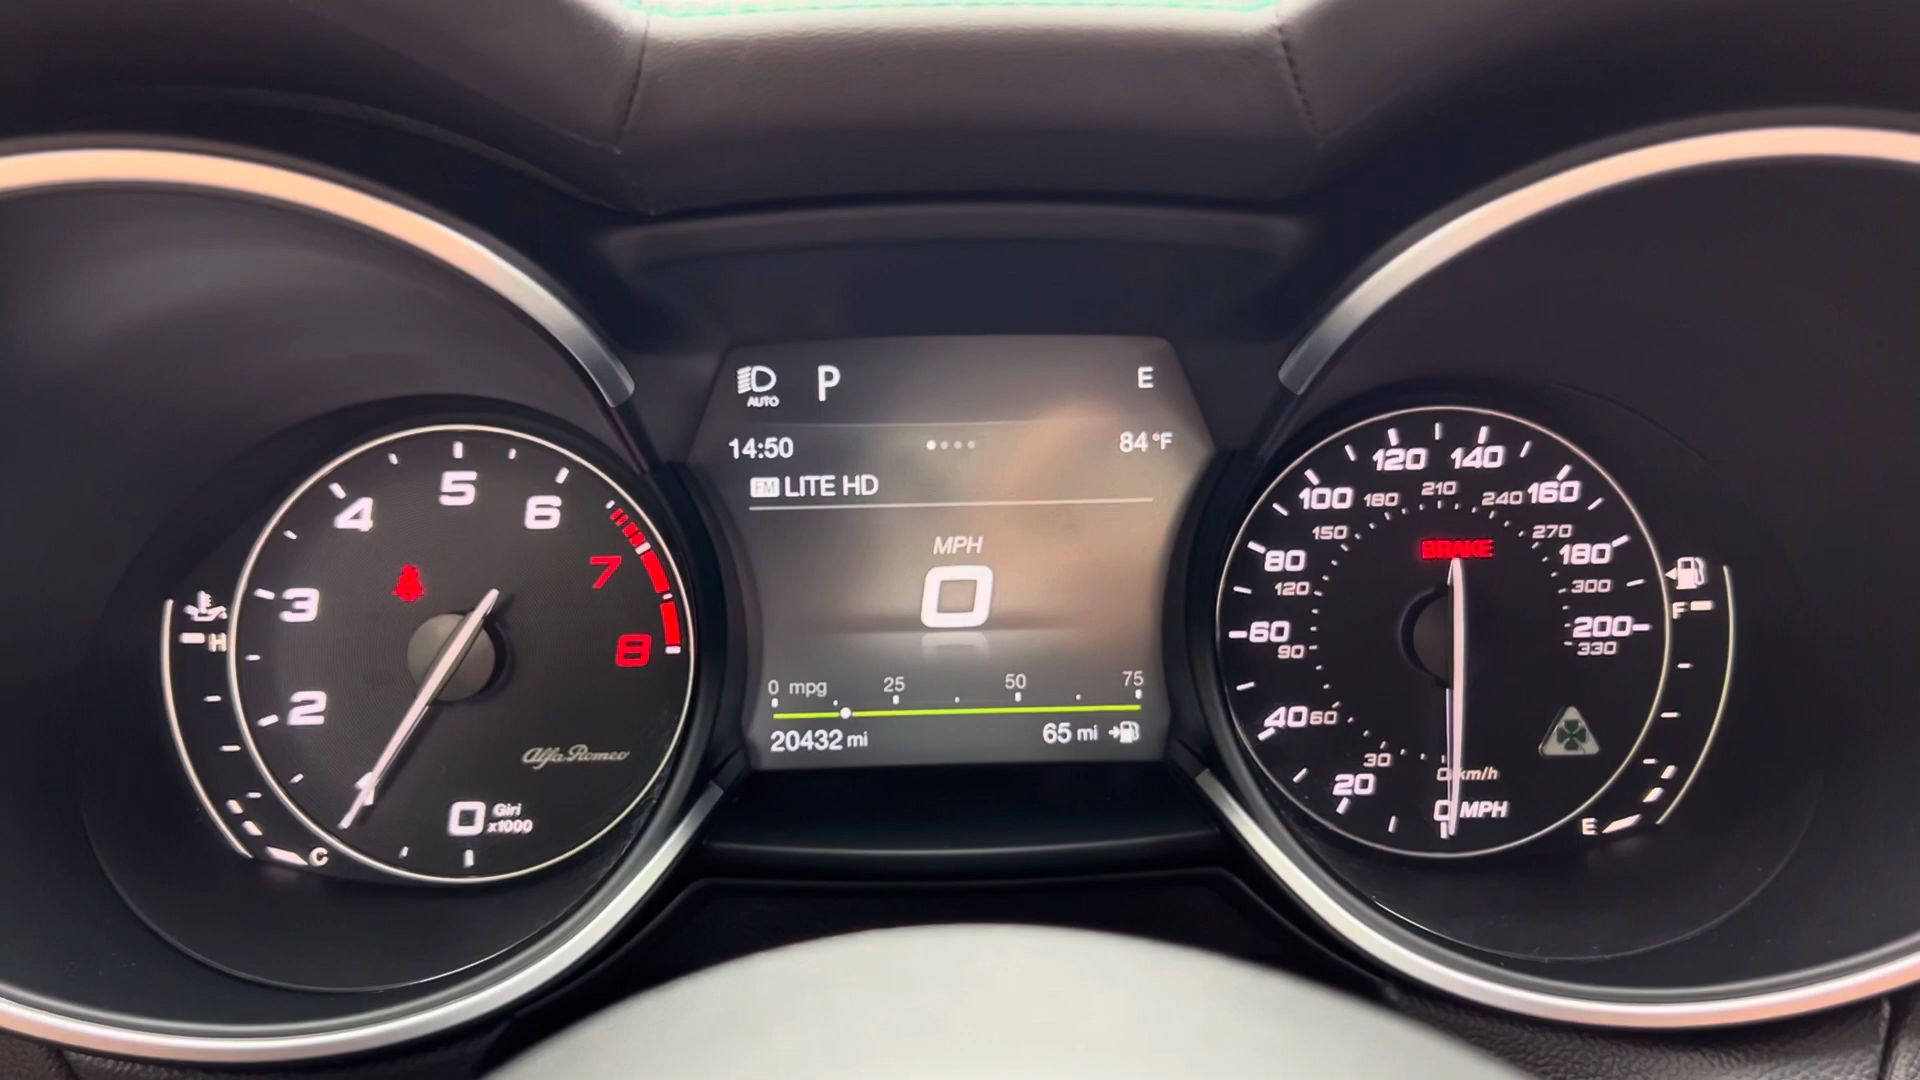 AUTO
P
E
14:50
84 °F
FM LITE HD
MPH
0
0 mpg 25 50 75
20432 mi
65 mi
2
3
4
5
6
7
8
H
C
Alfa Romeo
0 Giri
x1000
BRAKE
0 MPH
20
40
60
80
100
120
140
160
180
200
0 km/h
30
60
90
120
150
180
210
240
270
300
330
F
E